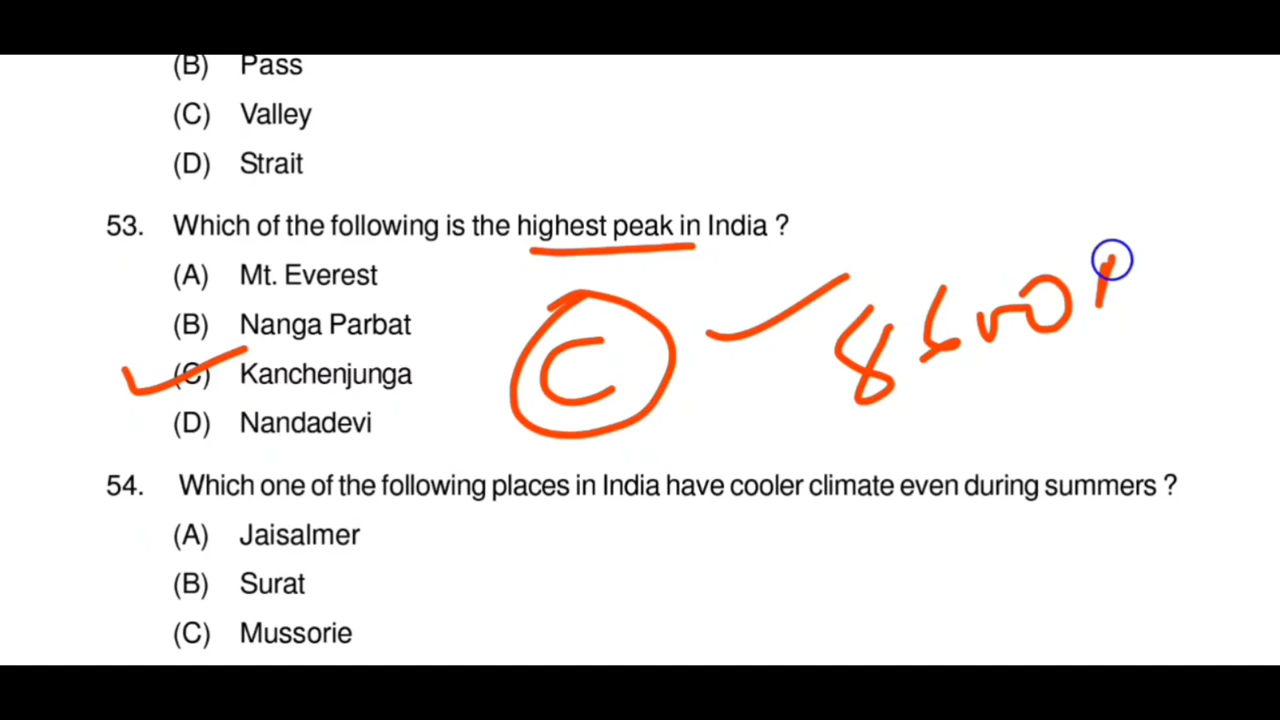 (B) Pass
(C) Valley
(D) Strait
53. Which of the following is the highest peak in India ?
(A) Mt. Everest
(B) Nanga Parbat
(C) Kanchenjunga
(D) Nandadevi
C
54. Which one of the following places in India have cooler climate even during summers ?
(A) Jaisalmer
(B) Surat
(C) Mussorie